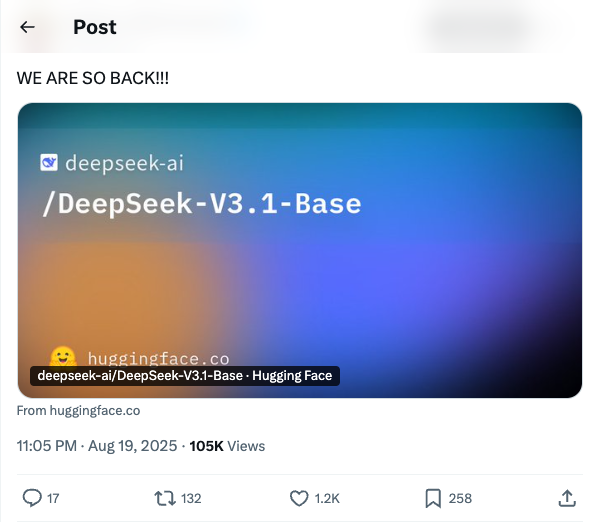 Post
WE ARE SO BACK!!!
deepseek-ai
/DeepSeek-V3.1-Base
huggingface.co
deepseek-ai/DeepSeek-V3.1-Base · Hugging Face
From huggingface.co
11:05 PM · Aug 19, 2025 · 105K Views
17 132 1.2K 258